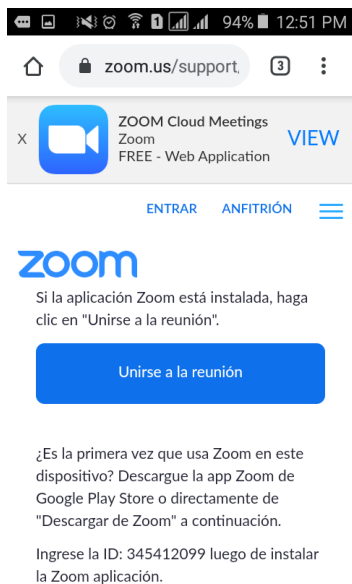 94% 12:51 PM
zoom.us/support, 3
X ZOOM Cloud Meetings
Zoom
FREE - Web Application
VIEW
ENTRAR ANFITRIÓN
zoom
Si la aplicación Zoom está instalada, haga
clic en "Unirse a la reunión".
Unirse a la reunión
¿Es la primera vez que usa Zoom en este
dispositivo? Descargue la app Zoom de
Google Play Store o directamente de
"Descargar de Zoom" a continuación.
Ingrese la ID: 345412099 luego de instalar
la Zoom aplicación.